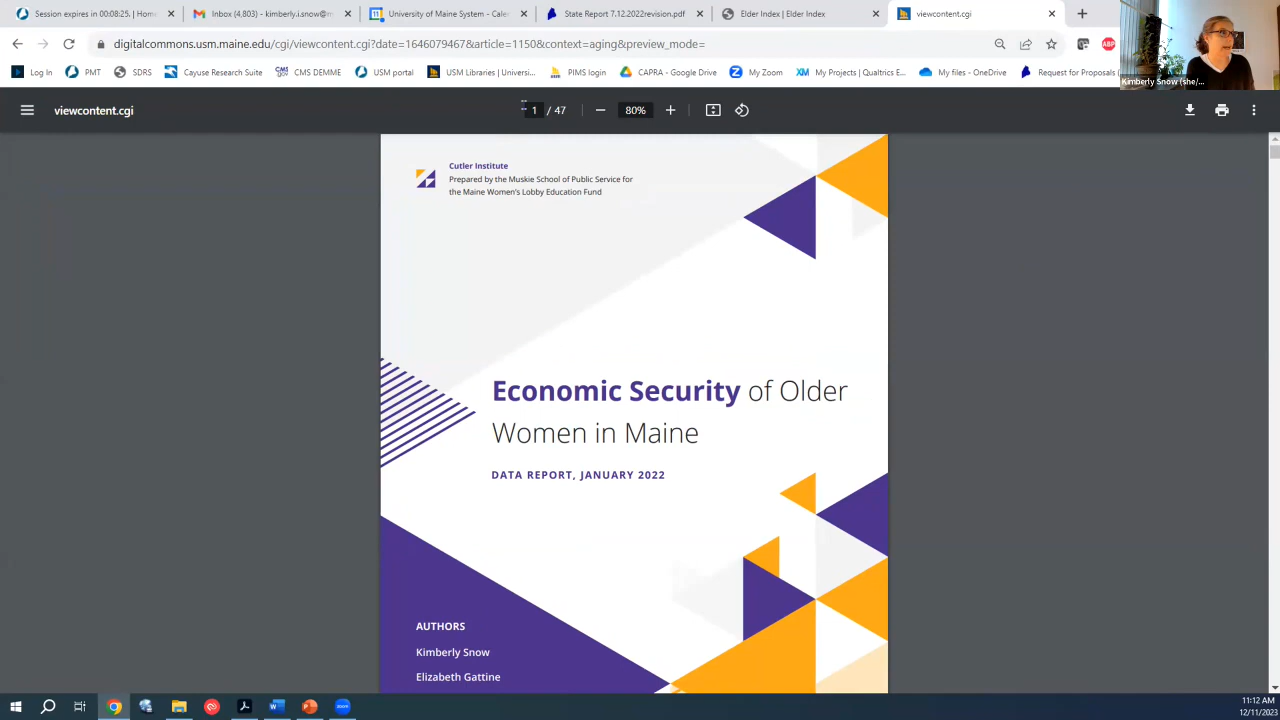 Session expires in 00:08:25, | Home
Inbox (4,803) - kimberly.i.snow@m
University of Maine System - Cale
State Report 7.12.2022revision.pdf
Elder Index | Elder Index
viewcontent.cgi
digitalcommons.usm.maine.edu/cgi/viewcontent.cgi?date=1646079467&article=1150&context=aging&preview_mode=
Log In
PMT
SDRS
Cayuse Research Suite
CMS DEMME
USM portal
USM Libraries | Universi...
PIMS login
CAPRA - Google Drive
My Zoom
My Projects | Qualtrics E...
My files - OneDrive
Request for Proposals
Kimberly Snow (she/...
viewcontent.cgi
1 / 47
80%
Cutler Institute
Prepared by the Muskie School of Public Service for
the Maine Women's Lobby Education Fund
Economic Security of Older
Women in Maine
DATA REPORT, JANUARY 2022
AUTHORS
Kimberly Snow
Elizabeth Gattine
11:12 AM
12/11/2023